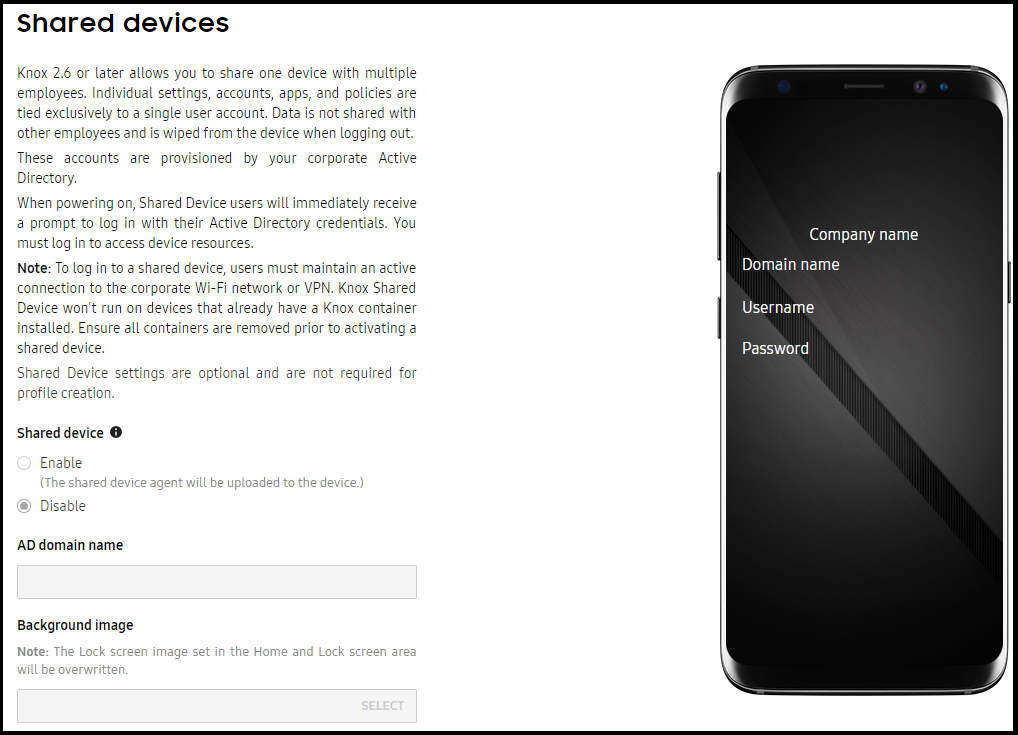 Shared devices
Knox 2.6 or later allows you to share one device with multiple
employees. Individual settings, accounts, apps, and policies are
tied exclusively to a single user account. Data is not shared with
other employees and is wiped from the device when logging out.
These accounts are provisioned by your corporate Active
Directory.
When powering on, Shared Device users will immediately receive
a prompt to log in with their Active Directory credentials. You
must log in to access device resources.
Note: To log in to a shared device, users must maintain an active
connection to the corporate Wi-Fi network or VPN. Knox Shared
Device won't run on devices that already have a Knox container
installed. Ensure all containers are removed prior to activating a
shared device.
Shared Device settings are optional and are not required for
profile creation.
Shared device
Enable
(The shared device agent will be uploaded to the device.)
Disable
AD domain name
Background image
Note: The Lock screen image set in the Home and Lock screen area
will be overwritten.
SELECT
Company name
Domain name
Username
Password